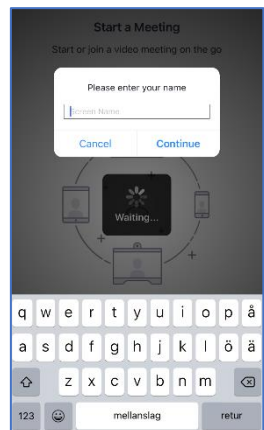 Start a Meeting
Start or join a video meeting on the go
Please enter your name
Screen Name
Cancel Continue
Waiting...
q w e r t y u i o p å
a s d f g h j k l ö ä
z x c v b n m
123 mellanslag retur